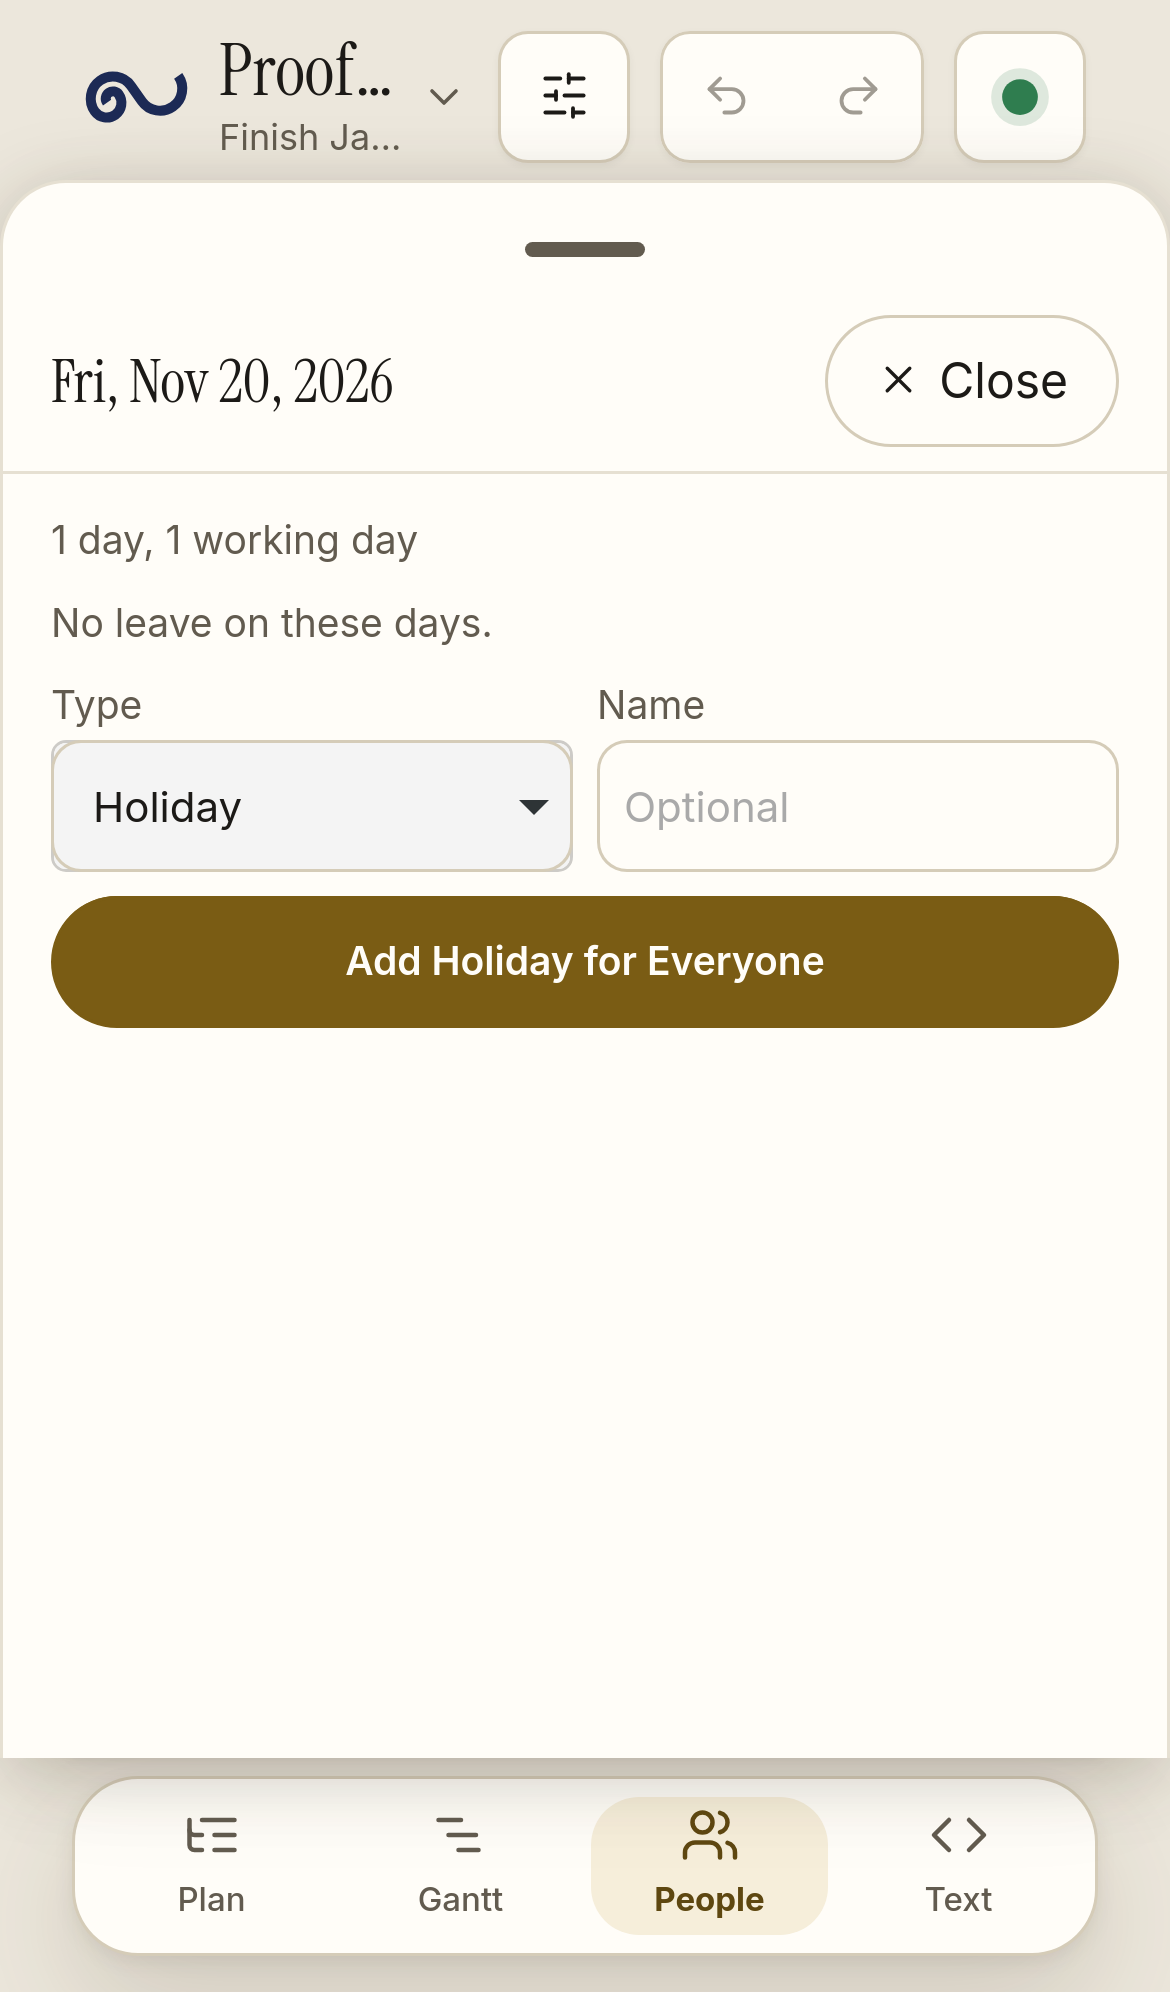 Proof...
Finish Ja...
Fri, Nov 20, 2026
Close
1 day, 1 working day
No leave on these days.
Type
Name
Holiday
Optional
Add Holiday for Everyone
Plan
Gantt
People
Text